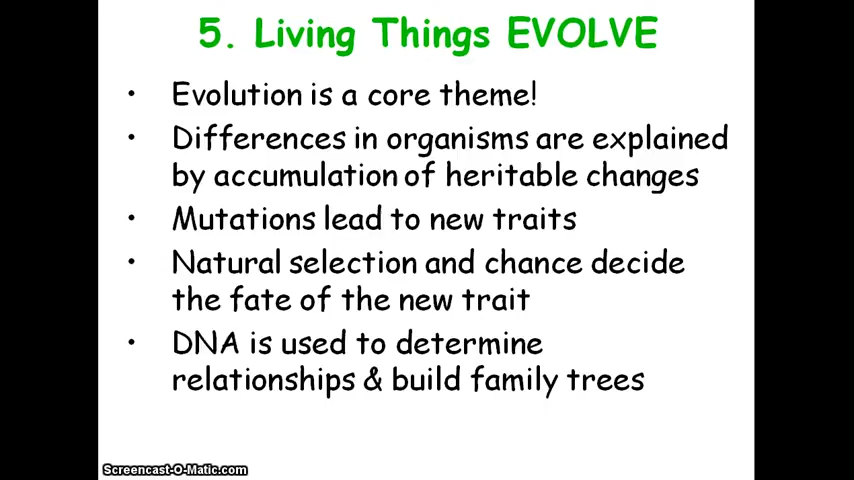 5. Living Things EVOLVE
• Evolution is a core theme!
• Differences in organisms are explained
by accumulation of heritable changes
• Mutations lead to new traits
• Natural selection and chance decide
the fate of the new trait
• DNA is used to determine
relationships & build family trees
Screencast-O-Matic.com